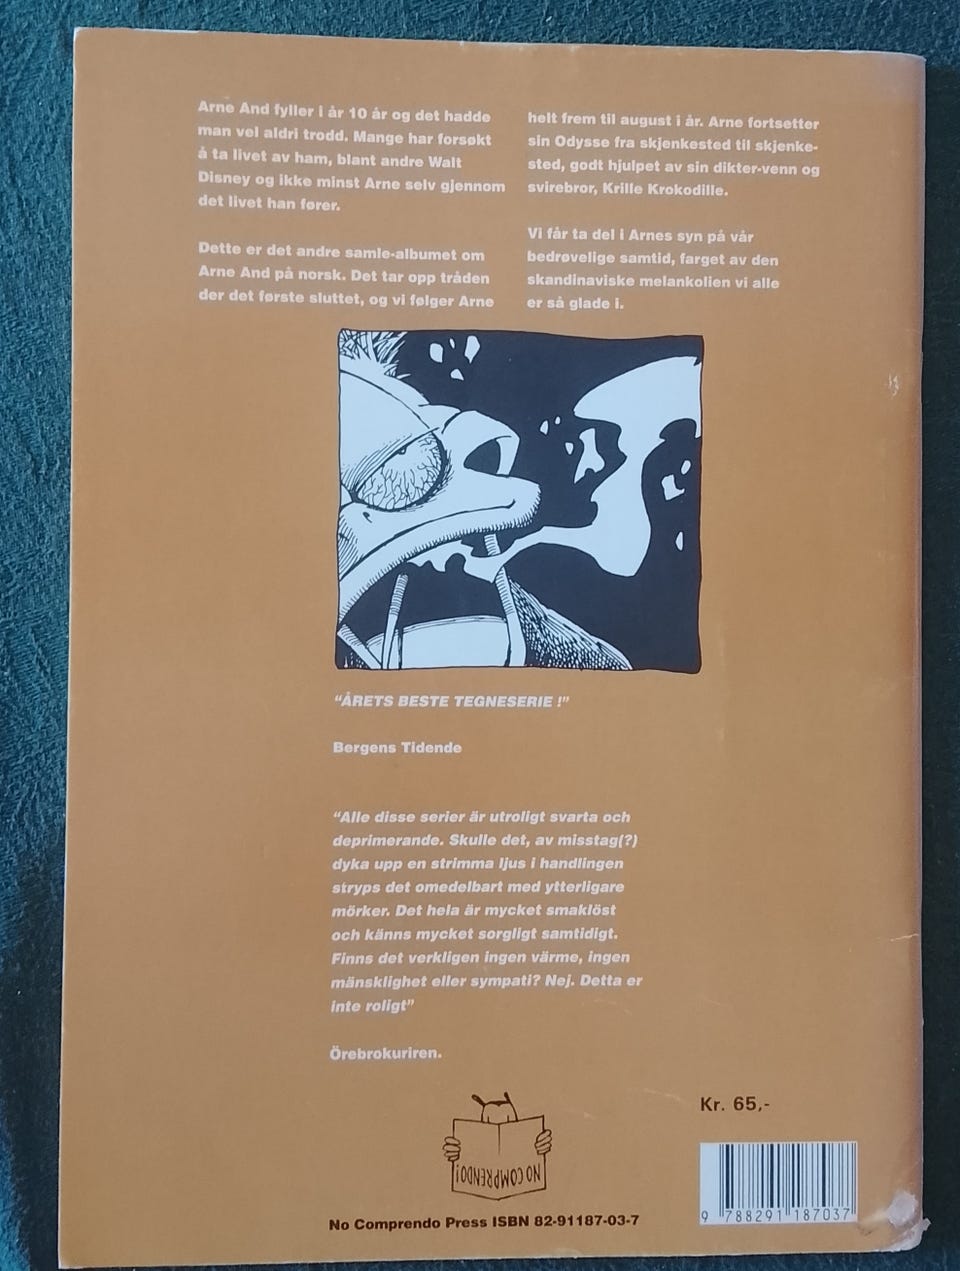 Arne And fyller i år 10 år og det hadde
man vel aldri trodd. Mange har forsøkt
å ta livet av ham, blant andre Walt
Disney og ikke minst Arne selv gjennom
det livet han fører.
Dette er det andre samle-albumet om
Arne And på norsk. Det tar opp tråden
der det første sluttet, og vi følger Arne
helt frem til august i år. Arne fortsetter
sin Odysse fra skjenkested til skjenke-
sted, godt hjulpet av sin dikter-venn og
svirebror, Krille Krokodille.
Vi får ta del i Arnes syn på vår
bedrøvelige samtid, farget av den
skandinaviske melankolien vi alle
er så glade i.
“ÅRETS BESTE TEGNESERIE !”
Bergens Tidende
“Alle disse serier är utroligt svarta och
deprimerande. Skulle det, av misstag(?)
dyka upp en strimma ljus i handlingen
stryps det omedelbart med ytterligare
mörker. Det hela är mycket smaklöst
och känns mycket sorgligt samtidigt.
Finns det verkligen ingen värme, ingen
mänsklighet eller sympati? Nej. Detta er
inte roligt”
Örebrokuriren.
NO COMPRENDO!
No Comprendo Press ISBN 82-91187-03-7
Kr. 65,-
9 788291 187037